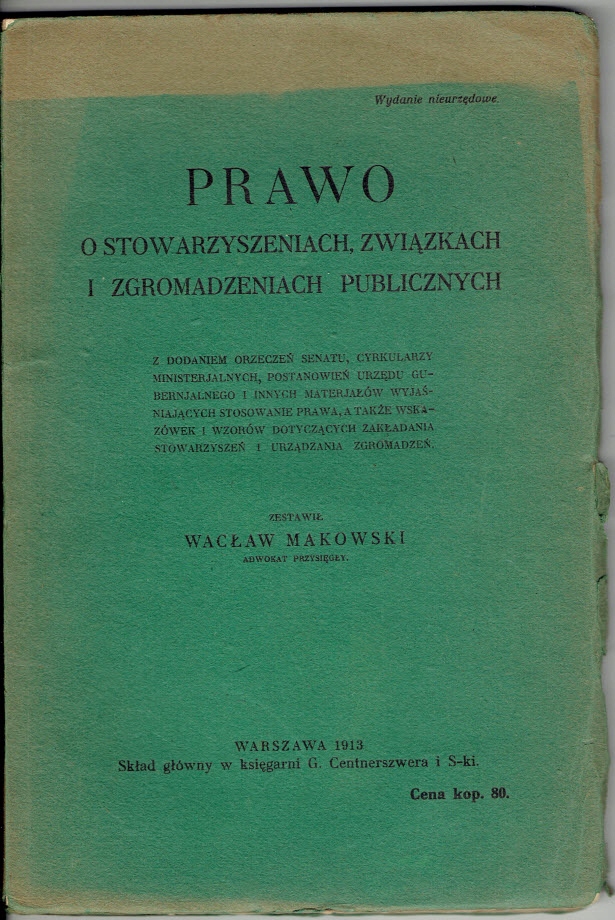 Wydanie nieurzędowe.
PRAWO
O STOWARZYSZENIACH, ZWIĄZKACH
I ZGROMADZENIACH PUBLICZNYCH
Z DODANIEM ORZECZEŃ SENATU, CYRKULARZY
MINISTERJALNYCH, POSTANOWIEŃ URZĘDU GU-
BERNJALNEGO I INNYCH MATERJAŁÓW WYJAŚ-
NIAJĄCYCH STOSOWANIE PRAWA, A TAKŻE WSKA-
ZÓWEK I WZORÓW DOTYCZĄCYCH ZAKŁADANIA
STOWARZYSZEŃ I URZĄDZANIA ZGROMADZEŃ.
ZESTAWIŁ
WACŁAW MAKOWSKI
ADWOKAT PRZYSIĘGŁY.
WARSZAWA 1913
Skład główny w księgarni G. Centnerszwera i S-ki.
Cena kop. 80.